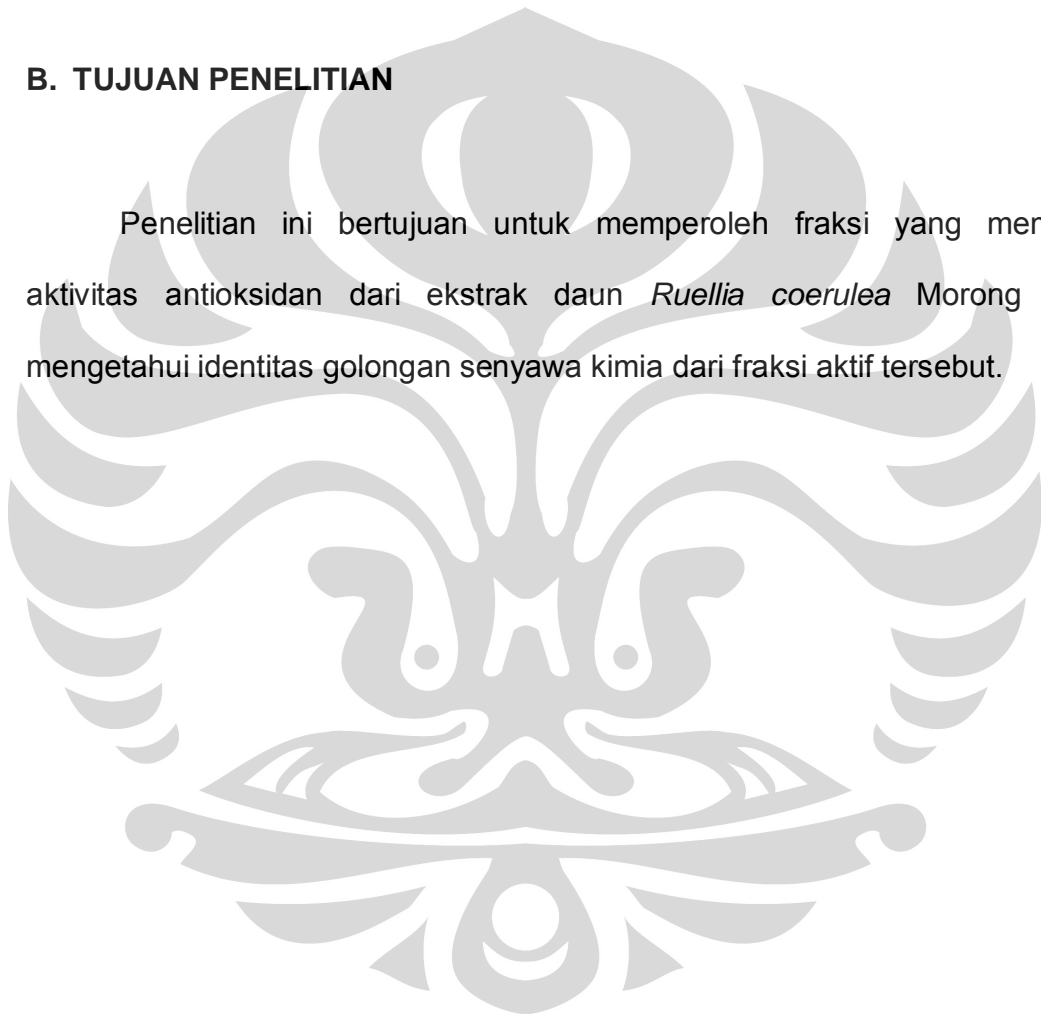 B. TUJUAN PENELITIAN
Penelitian ini bertujuan untuk memperoleh fraksi yang
aktivitas antioksidan dari ekstrak daun Ruellia coerulea Morong
mengetahui identitas golongan senyawa kimia dari fraksi aktif tersebut.